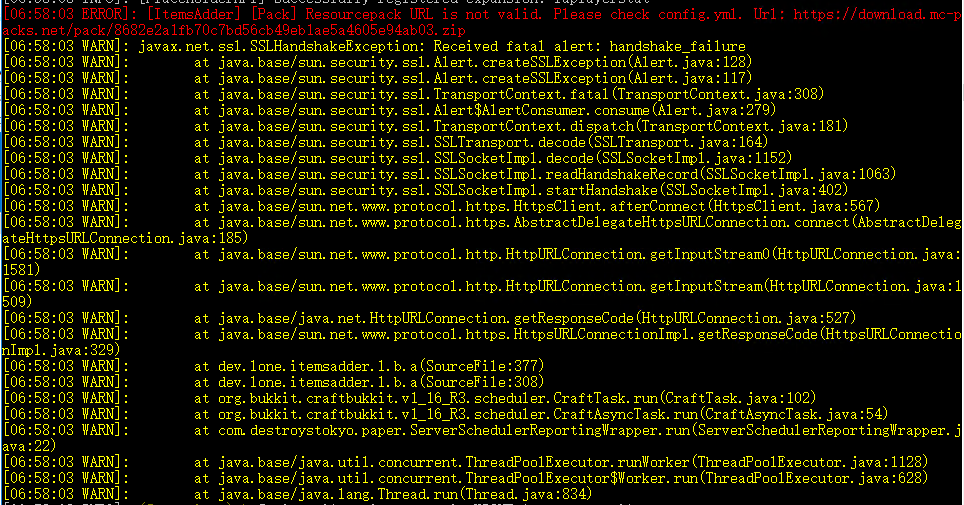 [06:58:03 ERROR]: [ItemsAdder] [Pack] Resourcepack URL is not valid. Please check config.yml. Url: https://download.mc-p
acks.net/pack/8682e2a1fb70c7bd56cb49eb1ae5a4605e94ab03.zip
[06:58:03 WARN]: javax.net.ssl.SSLHandshakeException: Received fatal alert: handshake_failure
[06:58:03 WARN]:        at java.base/sun.security.ssl.Alert.createSSLException(Alert.java:128)
[06:58:03 WARN]:        at java.base/sun.security.ssl.Alert.createSSLException(Alert.java:117)
[06:58:03 WARN]:        at java.base/sun.security.ssl.TransportContext.fatal(TransportContext.java:308)
[06:58:03 WARN]:        at java.base/sun.security.ssl.Alert$AlertConsumer.consume(Alert.java:279)
[06:58:03 WARN]:        at java.base/sun.security.ssl.TransportContext.dispatch(TransportContext.java:181)
[06:58:03 WARN]:        at java.base/sun.security.ssl.SSLTransport.decode(SSLTransport.java:164)
[06:58:03 WARN]:        at java.base/sun.security.ssl.SSLSocketImpl.decode(SSLSocketImpl.java:1152)
[06:58:03 WARN]:        at java.base/sun.security.ssl.SSLSocketImpl.readHandshakeRecord(SSLSocketImpl.java:1063)
[06:58:03 WARN]:        at java.base/sun.security.ssl.SSLSocketImpl.startHandshake(SSLSocketImpl.java:402)
[06:58:03 WARN]:        at java.base/sun.net.www.protocol.https.HttpsClient.afterConnect(HttpsClient.java:567)
[06:58:03 WARN]:        at java.base/sun.net.www.protocol.https.AbstractDelegateHttpsURLConnection.connect(AbstractDeleg
ateHttpsURLConnection.java:185)
[06:58:03 WARN]:        at java.base/sun.net.www.protocol.http.HttpURLConnection.getInputStream0(HttpURLConnection.java:
1581)
[06:58:03 WARN]:        at java.base/sun.net.www.protocol.http.HttpURLConnection.getInputStream(HttpURLConnection.java:1
509)
[06:58:03 WARN]:        at java.base/java.net.HttpURLConnection.getResponseCode(HttpURLConnection.java:527)
[06:58:03 WARN]:        at java.base/sun.net.www.protocol.https.HttpsURLConnectionImpl.getResponseCode(HttpsURLConnectio
nImpl.java:329)
[06:58:03 WARN]:        at dev.lone.itemsadder.l.b.a(SourceFile:377)
[06:58:03 WARN]:        at dev.lone.itemsadder.l.b.a(SourceFile:308)
[06:58:03 WARN]:        at org.bukkit.craftbukkit.v1_16_R3.scheduler.CraftTask.run(CraftTask.java:102)
[06:58:03 WARN]:        at org.bukkit.craftbukkit.v1_16_R3.scheduler.CraftAsyncTask.run(CraftAsyncTask.java:54)
[06:58:03 WARN]:        at com.destroystokyo.paper.ServerSchedulerReportingWrapper.run(ServerSchedulerReportingWrapper.j
ava:22)
[06:58:03 WARN]:        at java.base/java.util.concurrent.ThreadPoolExecutor.runWorker(ThreadPoolExecutor.java:1128)
[06:58:03 WARN]:        at java.base/java.util.concurrent.ThreadPoolExecutor$Worker.run(ThreadPoolExecutor.java:628)
[06:58:03 WARN]:        at java.base/java.lang.Thread.run(Thread.java:834)